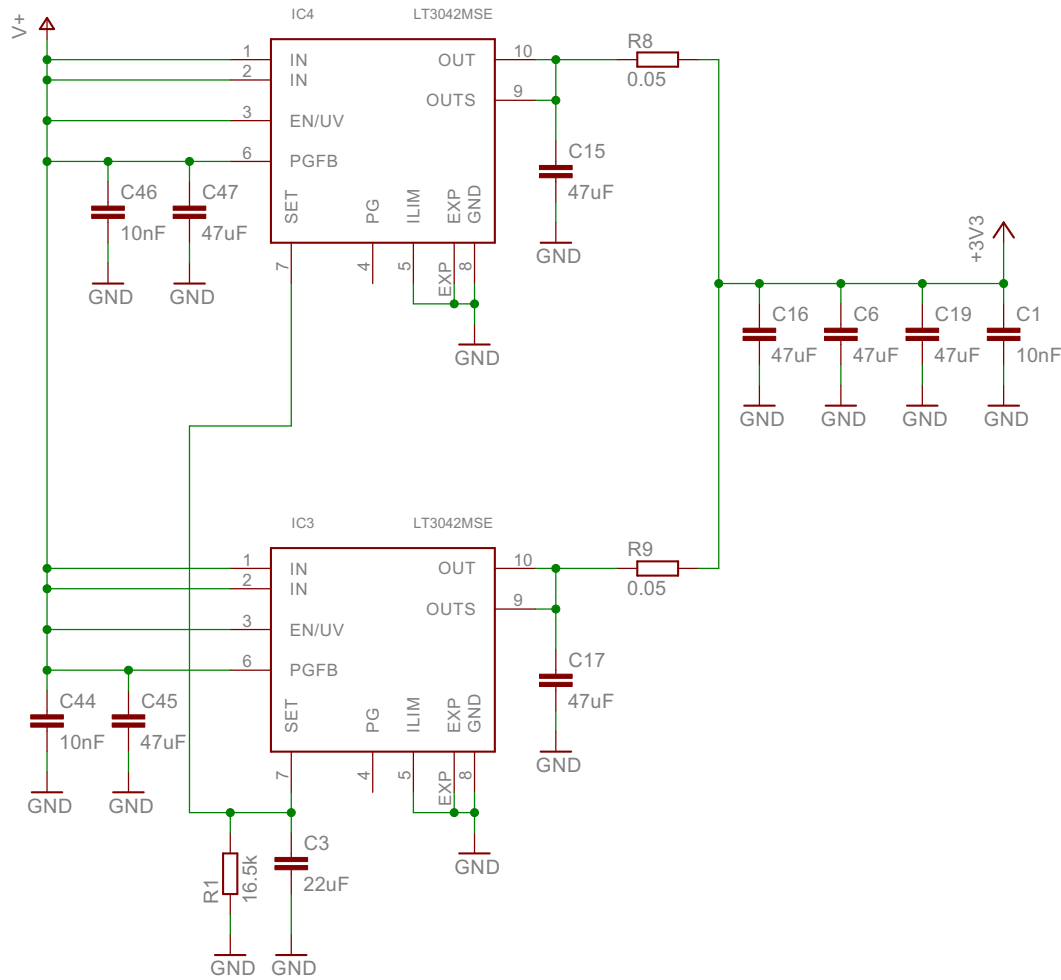 V+
IC4
LT3042MSE
1
IN
2
IN
3
EN/UV
6
PGFB
OUT
10
OUTS
9
SET
PG
ILIM
EXP
GND
7
4
5
EXP
8
GND
C46
10nF
GND
C47
47uF
GND
C15
47uF
GND
R8
0.05
+3V3
C16
47uF
GND
C6
47uF
GND
C19
47uF
GND
C1
10nF
GND
IC3
LT3042MSE
1
IN
2
IN
3
EN/UV
6
PGFB
OUT
10
OUTS
9
SET
PG
ILIM
EXP
GND
7
4
5
EXP
8
GND
R9
0.05
C17
47uF
GND
C44
10nF
GND
C45
47uF
GND
R1
16.5k
GND
C3
22uF
GND